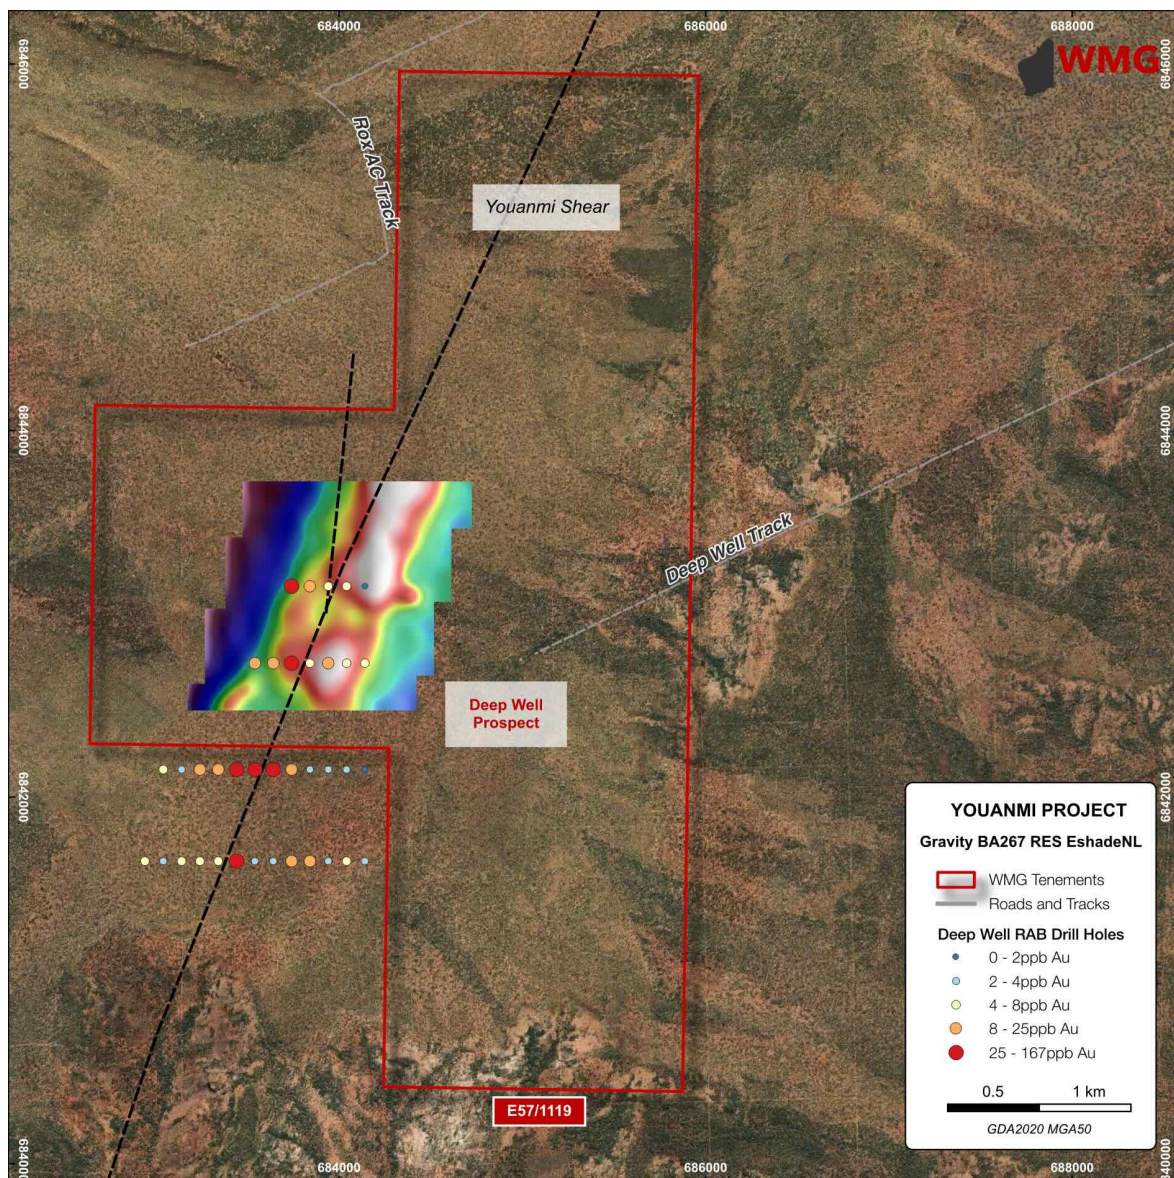 684000
686000
688000
6846000
6846000
WMG
Rox AC Track
Youanmi Shear
6844000
6844000
Deep Well Track
Deep Well
Prospect
6842000
6842000
YOUANMI PROJECT
Gravity BA267 RES EshadeNL
WMG Tenements
Roads and Tracks
Deep Well RAB Drill Holes
0 - 2ppb Au
2 - 4ppb Au
4 - 8ppb Au
8 - 25ppb Au
25 - 167ppb Au
0.5 1 km
GDA2020 MGA50
E57/1119
6840000
684000
686000
688000